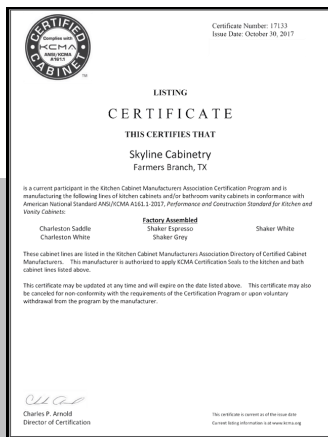 CERTIFIED
Complies with
KCMA
ANSI/KCMA
A161.1
CABINET
TM
Certificate Number: 17133
Issue Date: October 30, 2017
LISTING
CERTIFICATE
THIS CERTIFIES THAT
Skyline Cabinetry
Farmers Branch, TX
is a current participant in the Kitchen Cabinet Manufacturers Association Certification Program and is
manufacturing the following lines of kitchen cabinets and/or bathroom vanity cabinets in conformance with
American National Standard ANSI/KCMA A161.1-2017, Performance and Construction Standard for Kitchen and
Vanity Cabinets:
Factory Assembled
Charleston Saddle Shaker Espresso Shaker White
Charleston White Shaker Grey
These cabinet lines are listed in the Kitchen Cabinet Manufacturers Association Directory of Certified Cabinet
Manufacturers. This manufacturer is authorized to apply KCMA Certification Seals to the kitchen and bath
cabinet lines listed above.
This certificate may be updated at any time and will expire on the date listed above. This certificate may also
be canceled for non-conformity with the requirements of the Certification Program or upon voluntary
withdrawal from the program by the manufacturer.
Charles P. Arnold
Director of Certification
This certificate is current as of the issue date
Current listing information is at www.kcma.org